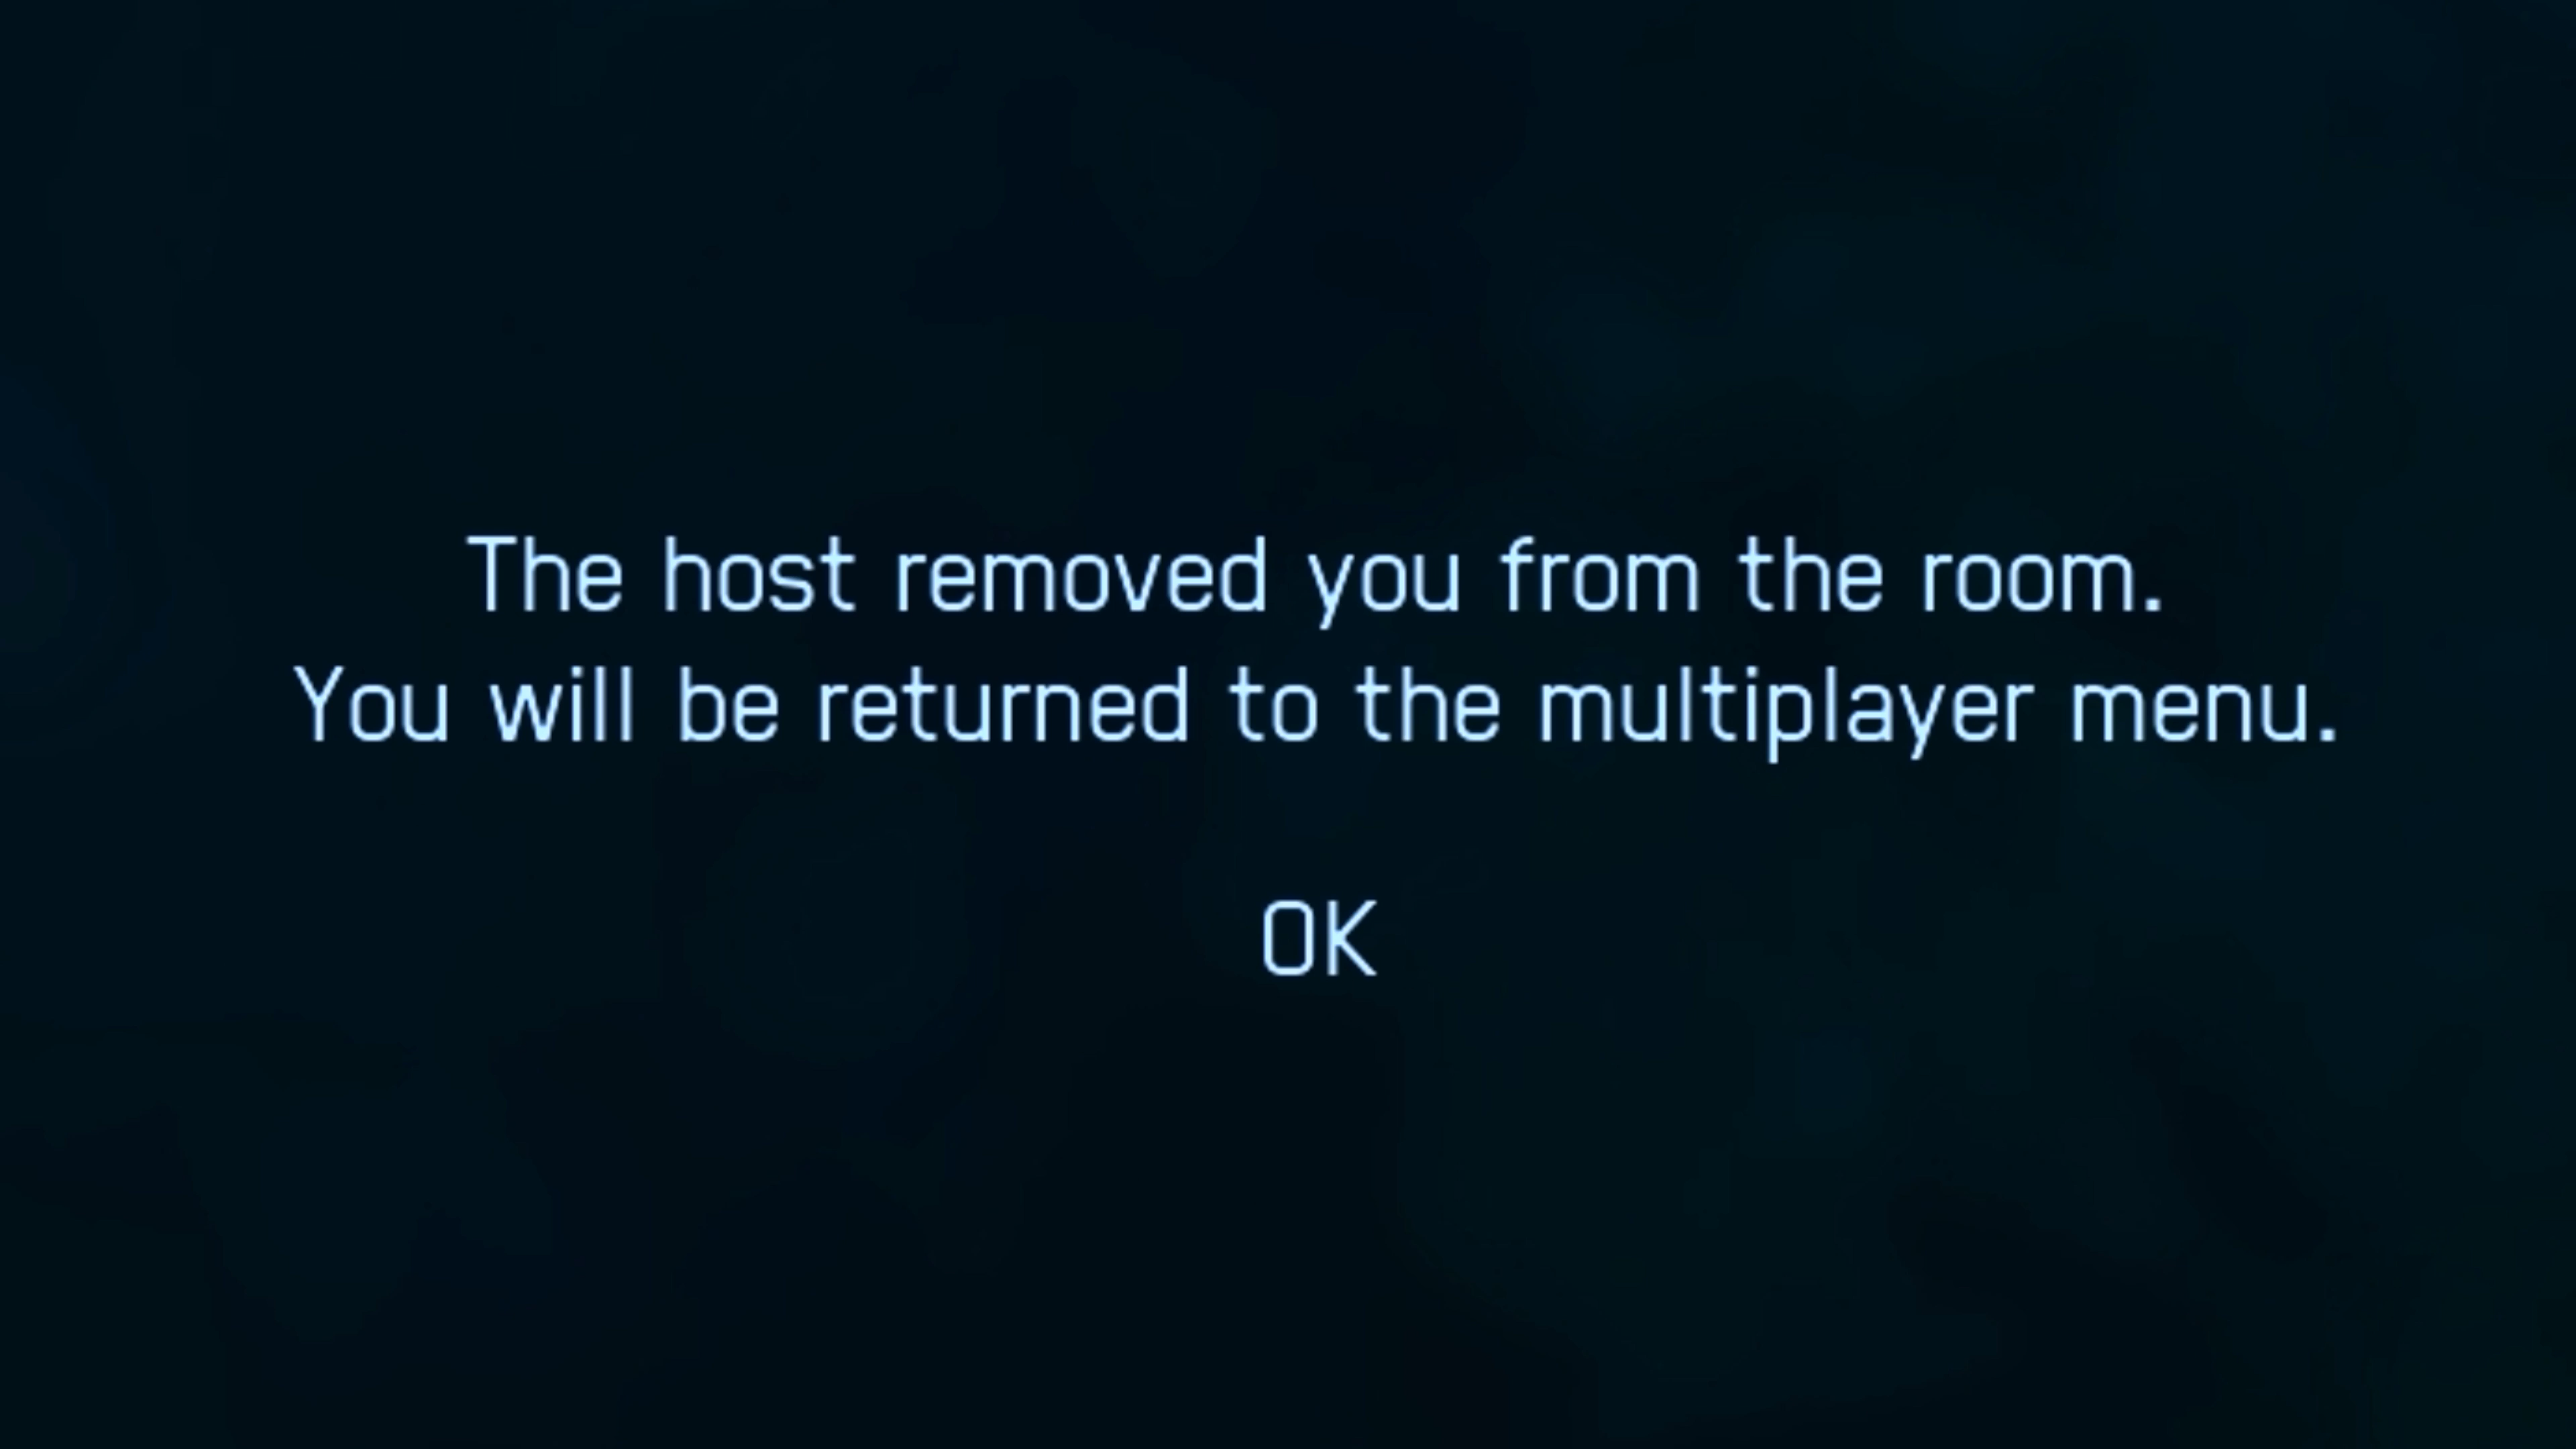 The host removed you from the room.
You will be returned to the multiplayer menu.
OK